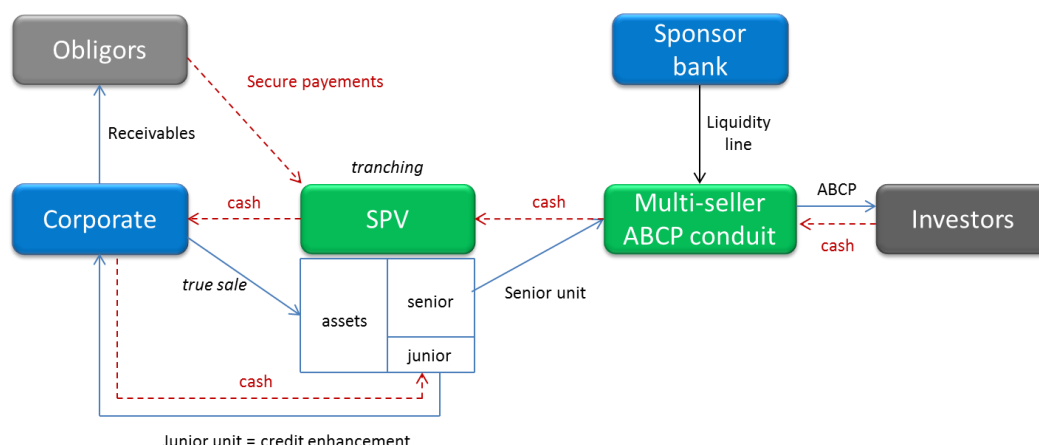 Obligors
Sponsor
bank
Secure payements
Receivables
Liquidity
line
tranching
Corporate
cash
SPV
cash
Multi-seller
ABCP conduit
ABCP
cash
Investors
true sale
assets
senior
junior
Senior unit
cash
Junior unit = credit enhancement